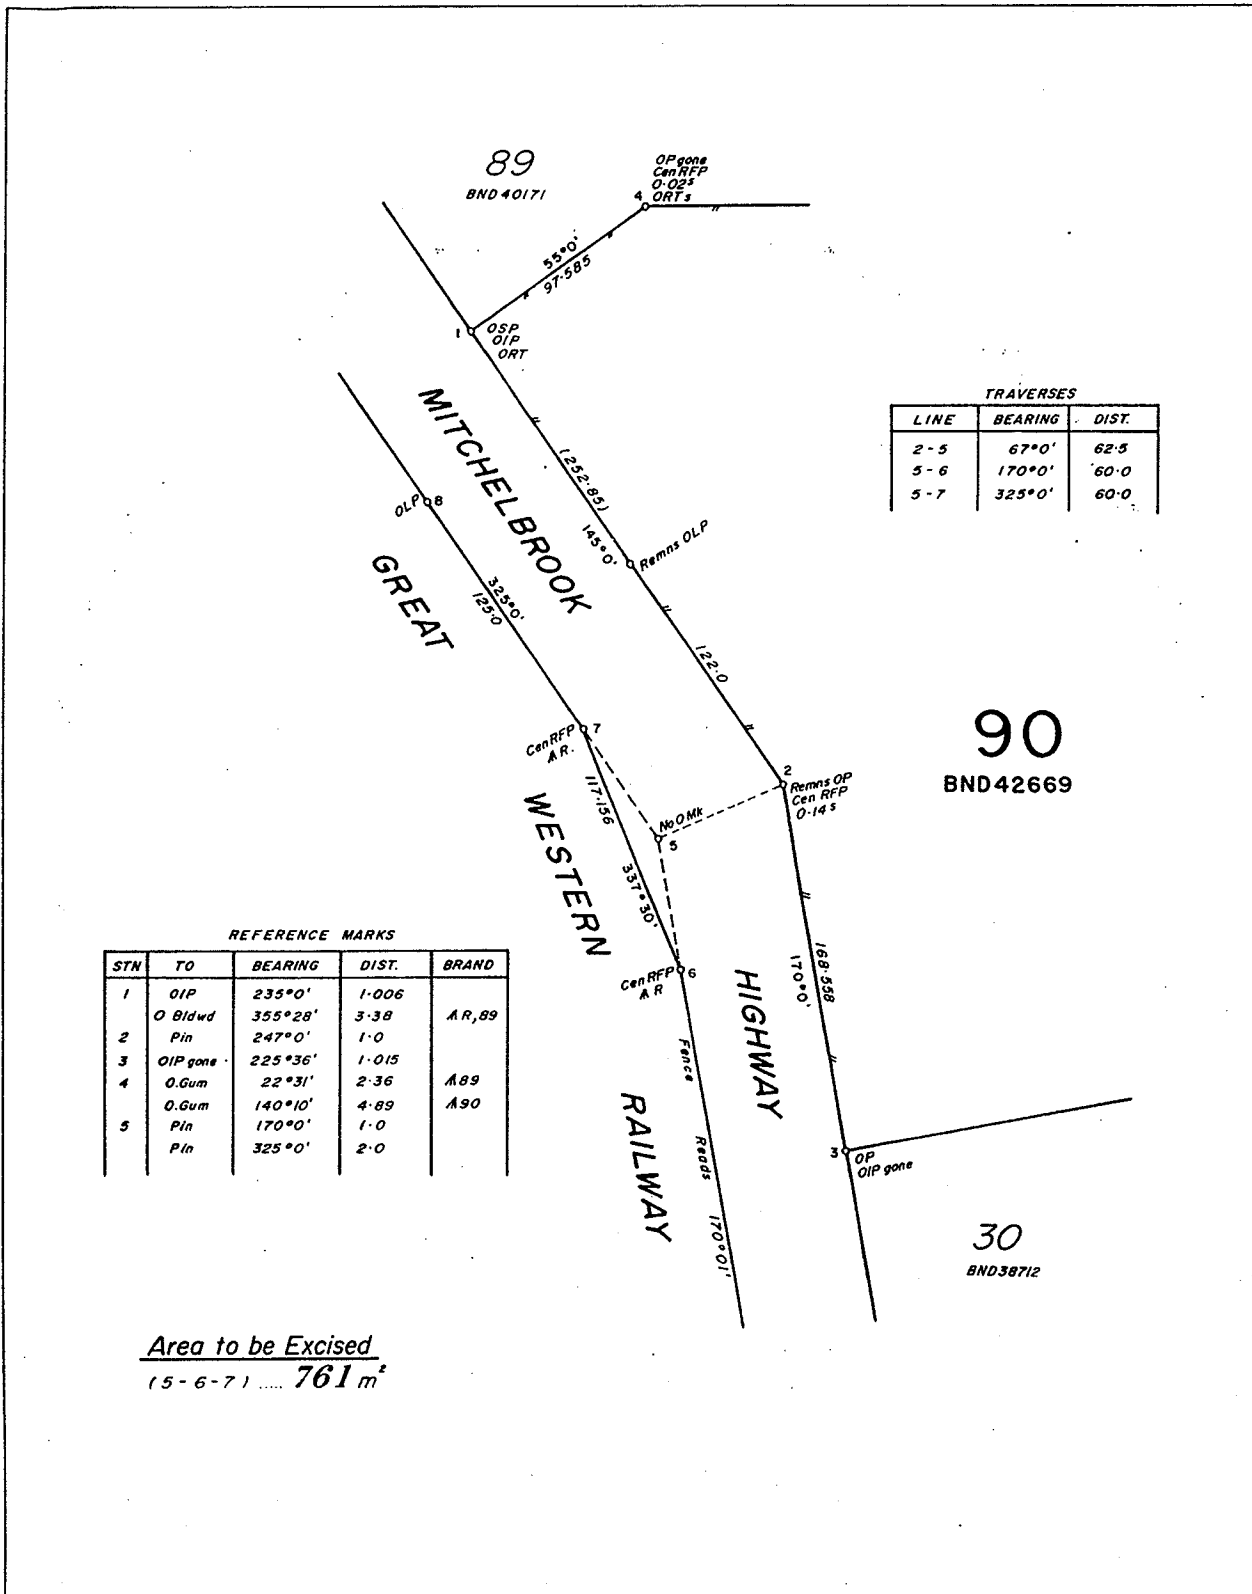 89
BND 40171
OP gone
Cen RFP
0·02ˢ
4 ORTs
55°0'
97·585
1 OSP
OIP
ORT
MITCHELBROOK
HIGHWAY
(252·851)
145°0'
Remns OLP
122·0
OLP 8
325°0'
125·0
GREAT
WESTERN
RAILWAY
TRAVERSES
LINE BEARING DIST.
2 - 5 67°0' 62·5
5 - 6 170°0' 60·0
5 - 7 325°0' 60·0
7
Cen RFP
R.
117·156
337°30'
No O Mk
5
2
Remns OP
Cen RFP
0·14ˢ
90
BND42669
168·558
170°0'
Cen RFP 6
R
Fence Reads 170°01'
3 OP
OIP gone
30
BND38712
REFERENCE MARKS
STN TO BEARING DIST. BRAND
1 OIP 235°0' 1·006
O Bldwd 355°28' 3·38 R,89
2 Pin 247°0' 1·0
3 OIP gone 225°36' 1·015
4 O.Gum 22°31' 2·36 89
O.Gum 140°10' 4·89 90
5 Pin 170°0' 1·0
Pin 325°0' 2·0
Area to be Excised
(5-6-7) ..... 761 m²